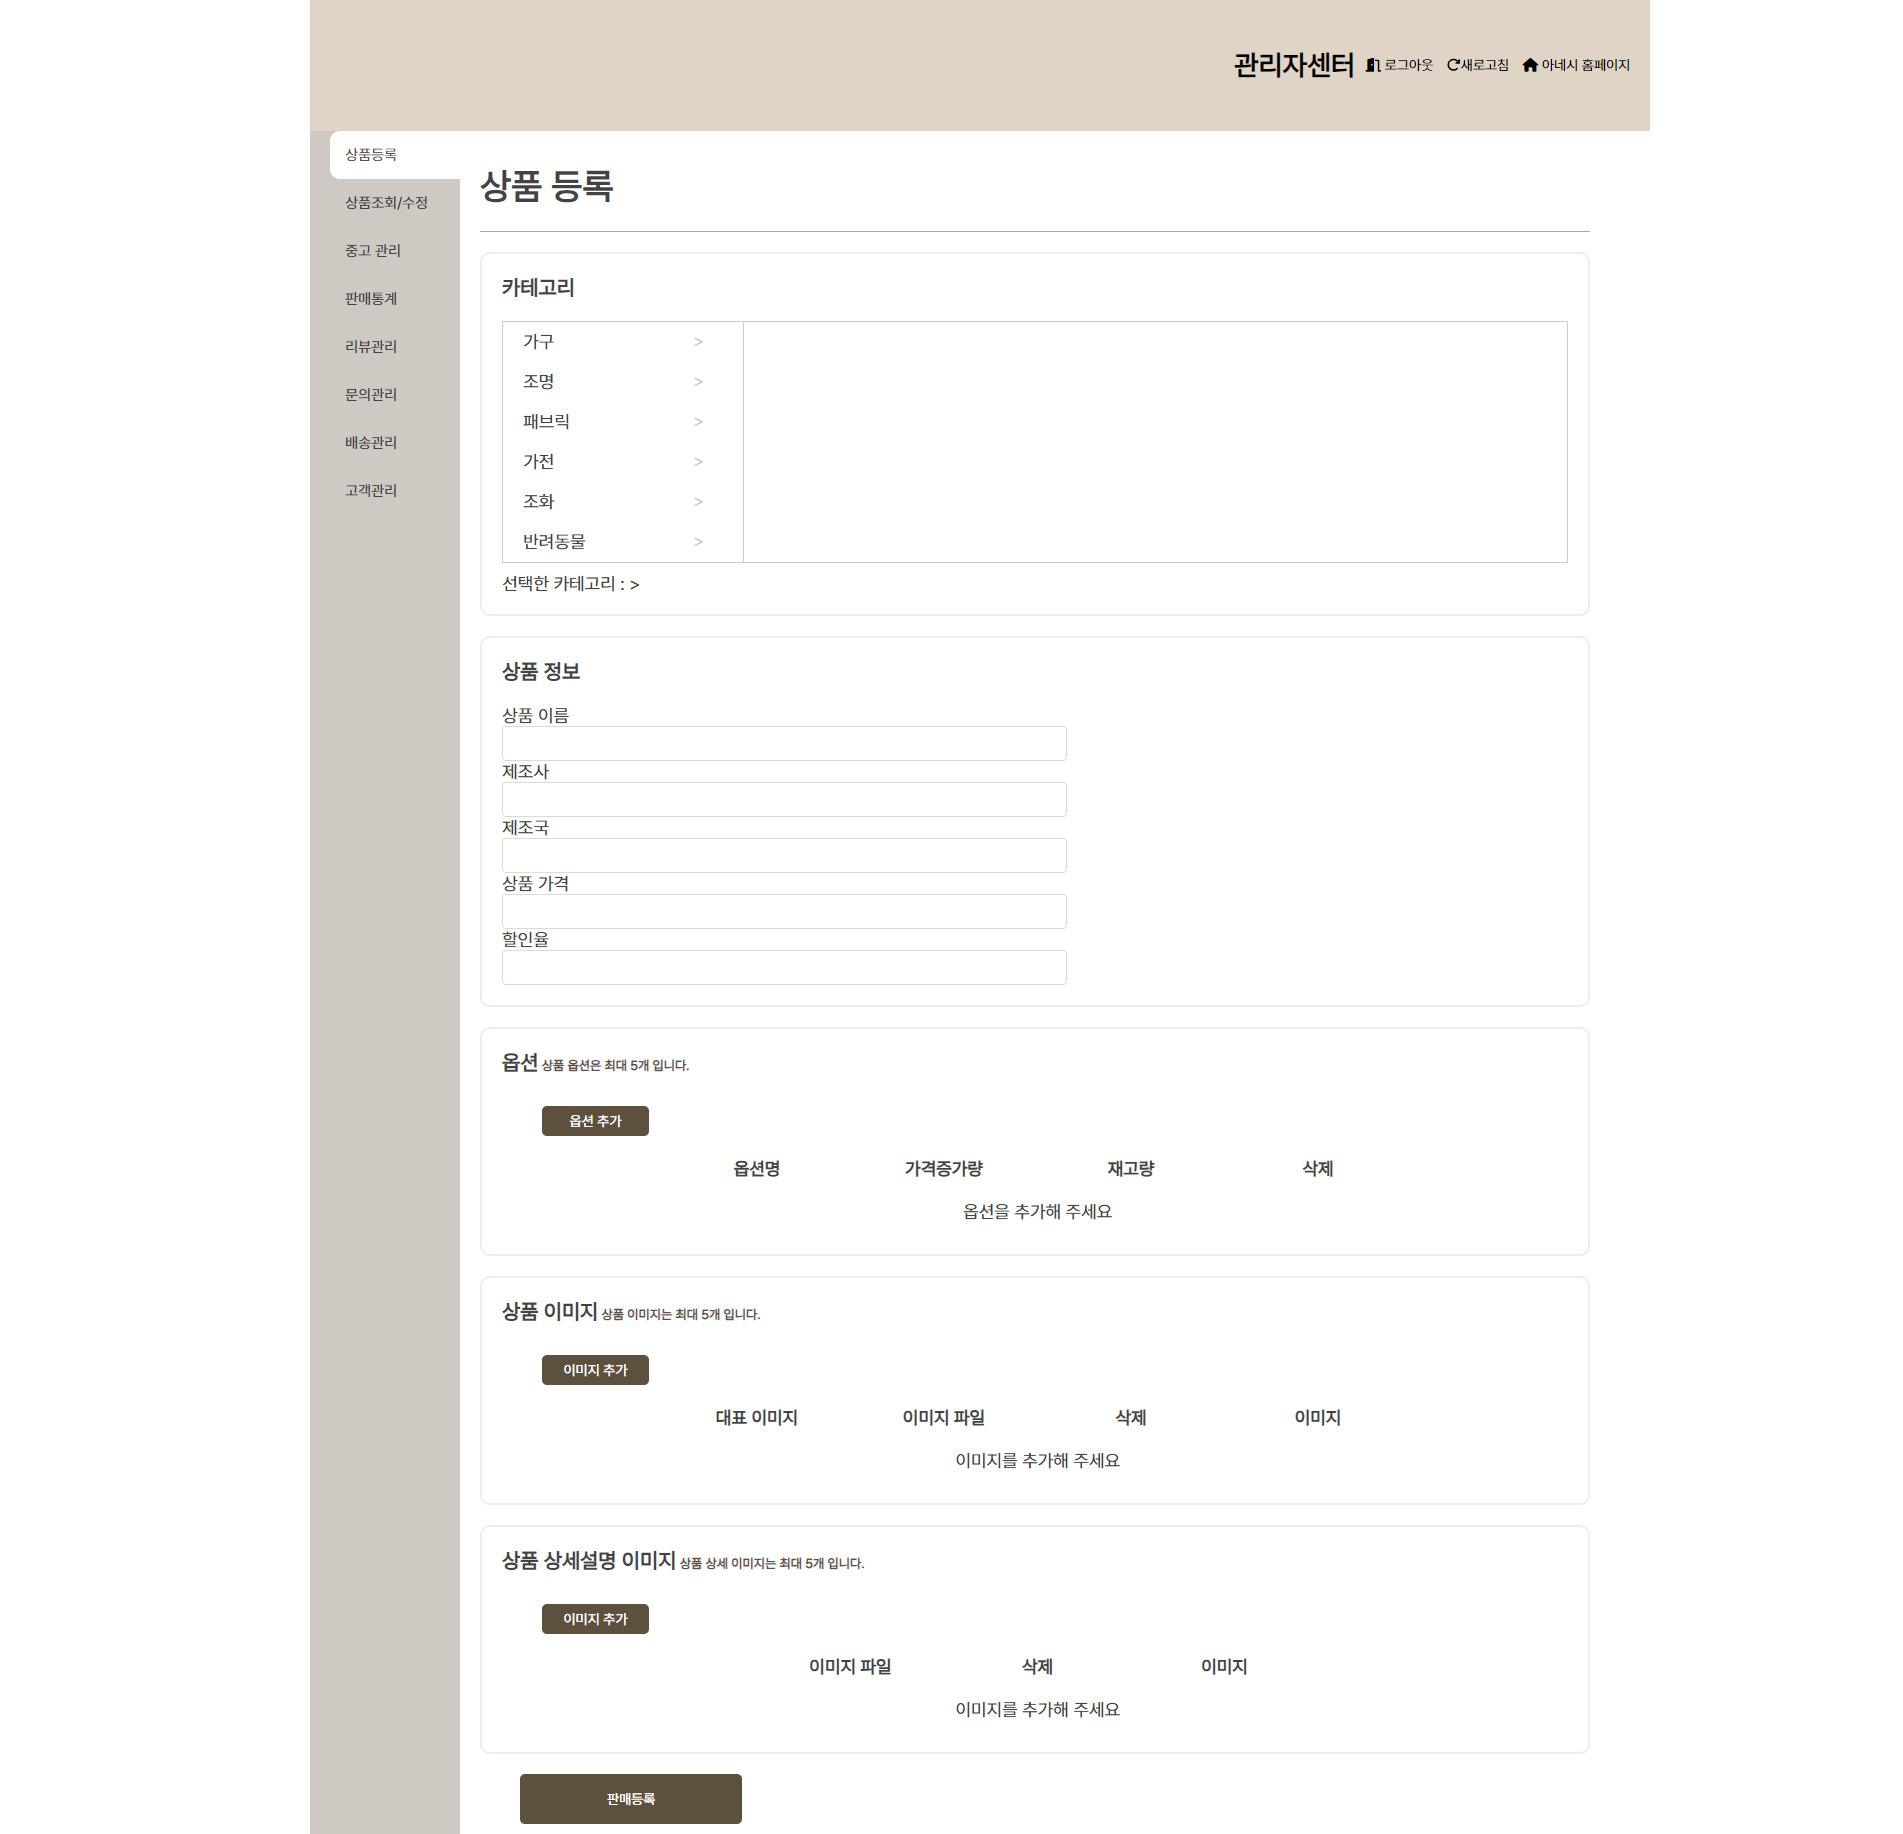 관리자센터 로그아웃 새로고침 아네시 홈페이지
상품등록
상품조회/수정
중고 관리
판매통계
리뷰관리
문의관리
배송관리
고객관리
상품 등록
카테고리
가구 >
조명 >
패브릭 >
가전 >
조화 >
반려동물 >
선택한 카테고리 : >
상품 정보
상품 이름
제조사
제조국
상품 가격
할인율
옵션 상품 옵션은 최대 5개 입니다.
옵션 추가
옵션명 가격증가량 재고량 삭제
옵션을 추가해 주세요
상품 이미지 상품 이미지는 최대 5개 입니다.
이미지 추가
대표 이미지 이미지 파일 삭제 이미지
이미지를 추가해 주세요
상품 상세설명 이미지 상품 상세 이미지는 최대 5개 입니다.
이미지 추가
이미지 파일 삭제 이미지
이미지를 추가해 주세요
판매등록